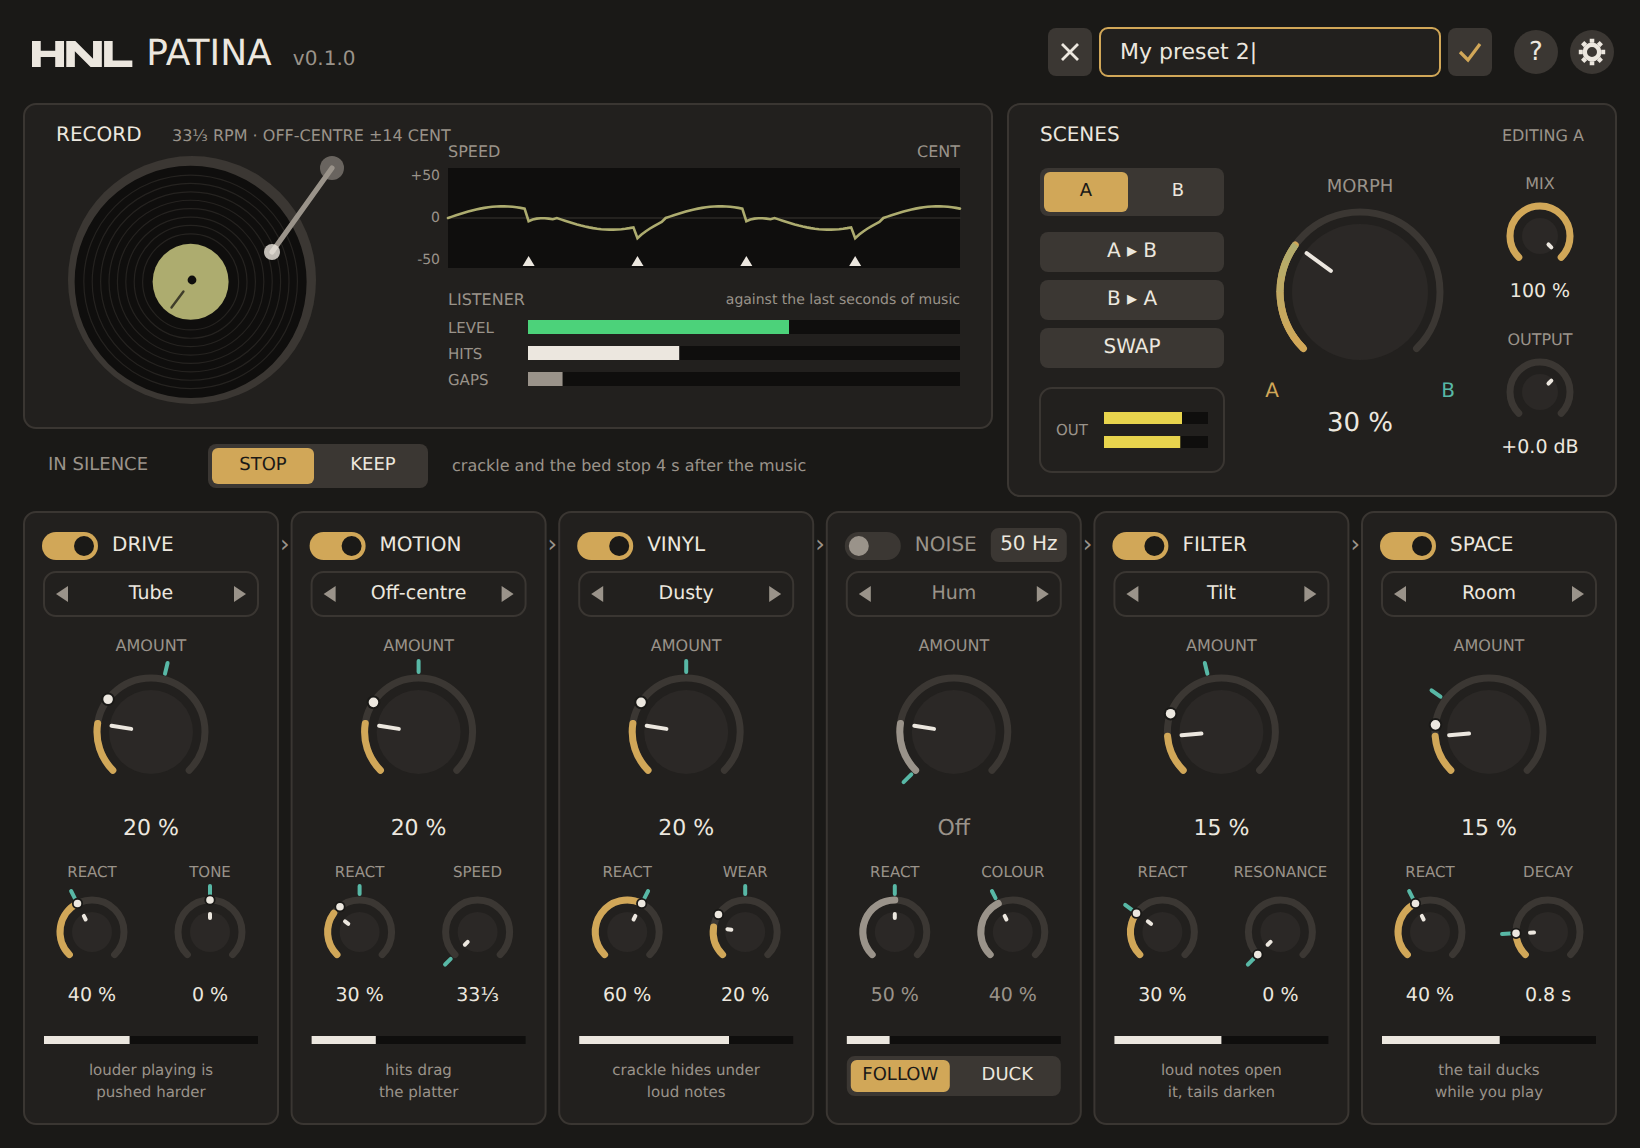 HNL PATINA v0.1.0
My preset 2|
?
RECORD 33⅓ RPM · OFF-CENTRE ±14 CENT
SPEED CENT
+50
0
-50
LISTENER against the last seconds of music
LEVEL
HITS
GAPS
IN SILENCE STOP KEEP crackle and the bed stop 4 s after the music
SCENES EDITING A
A B
A ▸ B
B ▸ A
SWAP
OUT
MORPH
A B
30 %
MIX
100 %
OUTPUT
+0.0 dB
DRIVE
Tube
AMOUNT
20 %
REACT TONE
40 % 0 %
louder playing is
pushed harder
MOTION
Off-centre
AMOUNT
20 %
REACT SPEED
30 % 33⅓
hits drag
the platter
VINYL
Dusty
AMOUNT
20 %
REACT WEAR
60 % 20 %
crackle hides under
loud notes
NOISE 50 Hz
Hum
AMOUNT
Off
REACT COLOUR
50 % 40 %
FOLLOW DUCK
FILTER
Tilt
AMOUNT
15 %
REACT RESONANCE
30 % 0 %
loud notes open
it, tails darken
SPACE
Room
AMOUNT
15 %
REACT DECAY
40 % 0.8 s
the tail ducks
while you play